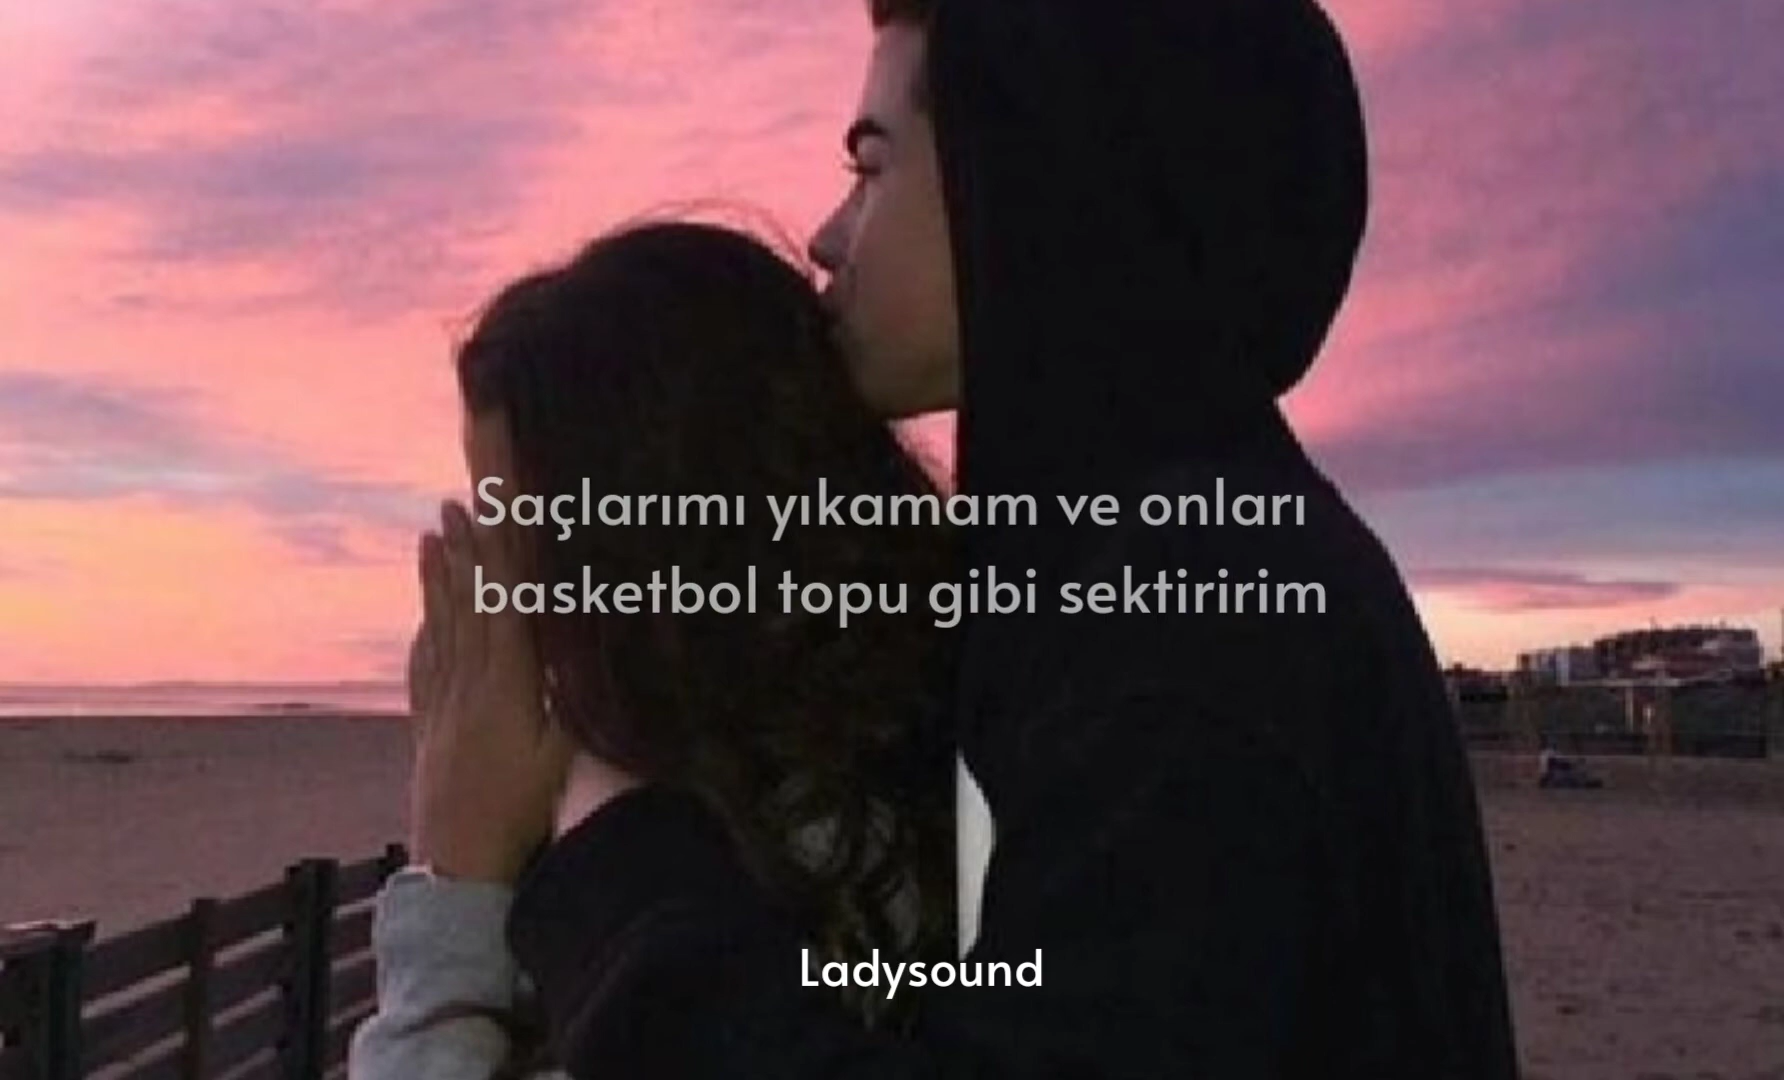 Saçlarımı yıkamam ve onları
basketbol topu gibi sektiririm
Ladysound